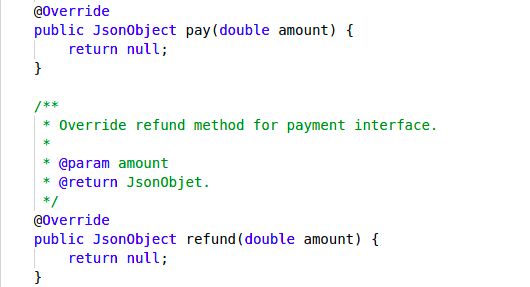 @Override
public JsonObject pay(double amount) {
    return null;
}

/**
 * Override refund method for payment interface.
 *
 * @param amount
 * @return JsonObjet.
 */
@Override
public JsonObject refund(double amount) {
    return null;
}